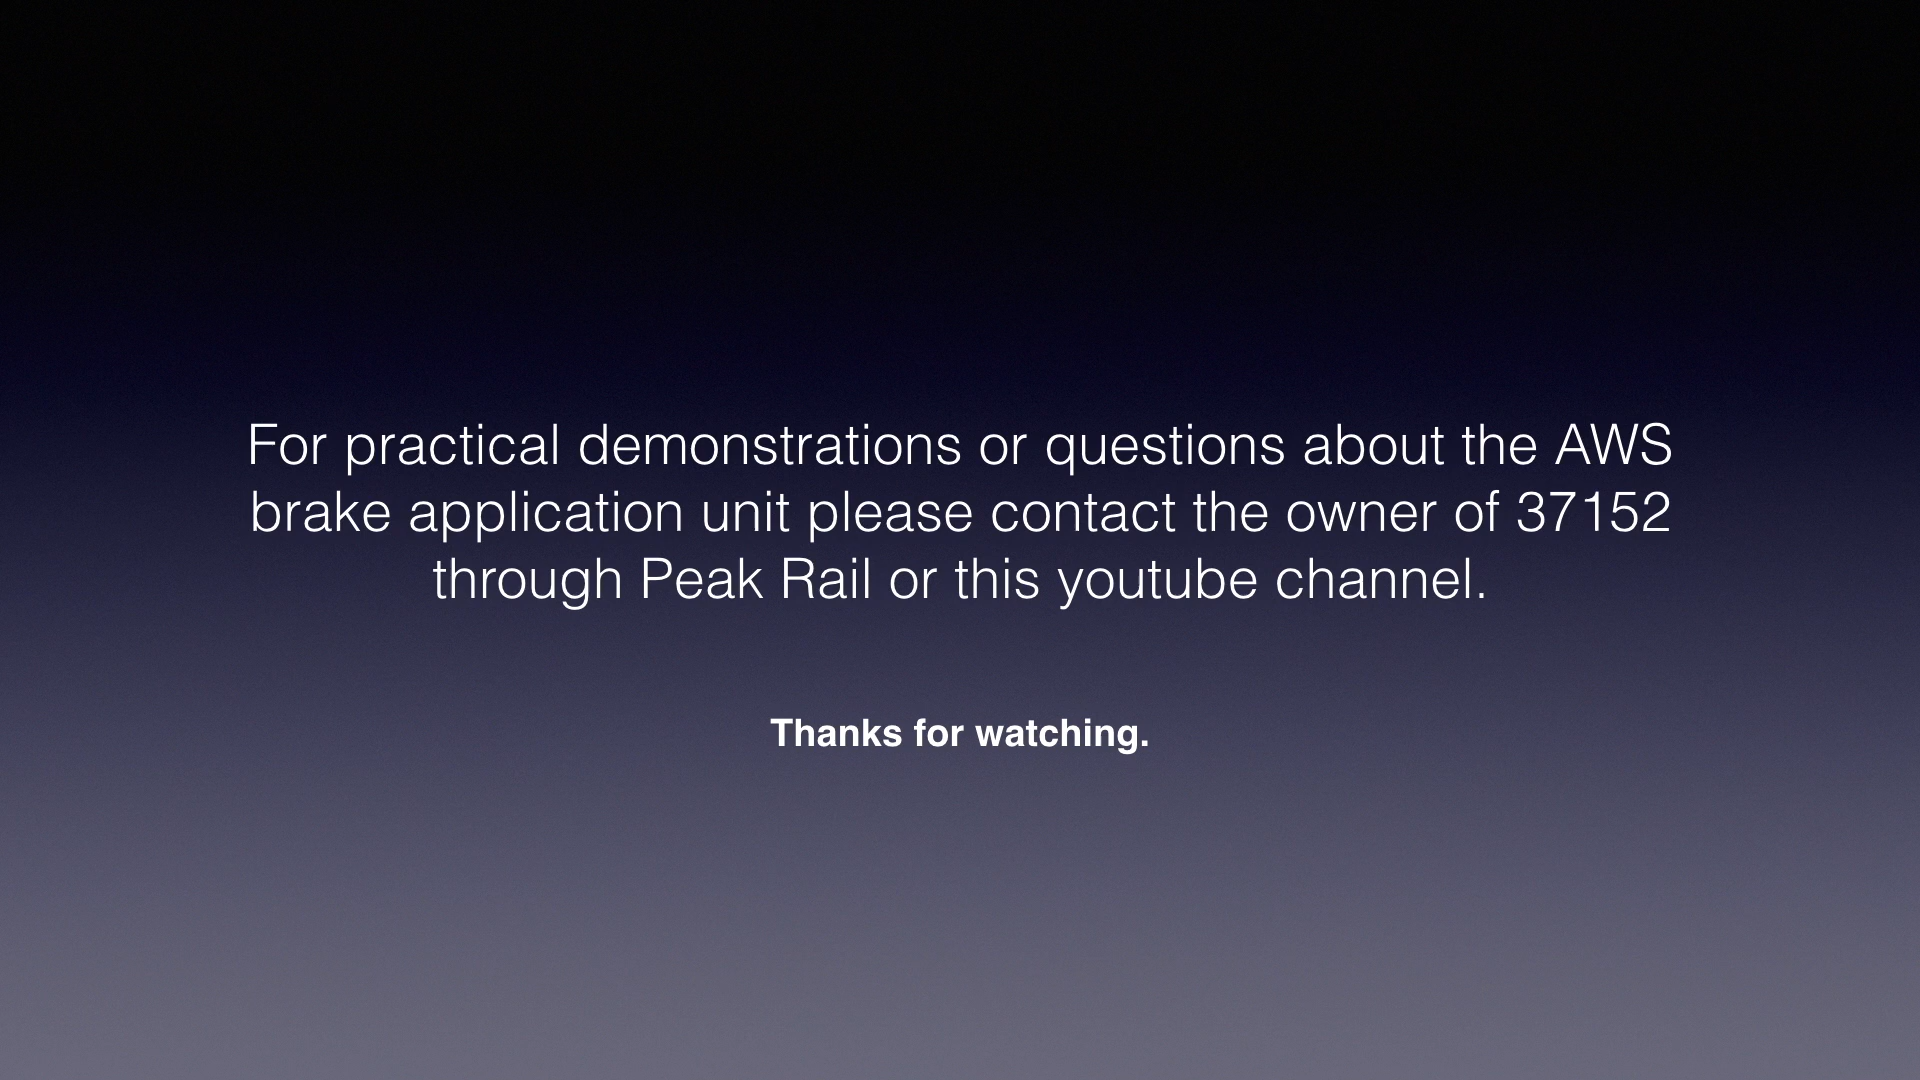 For practical demonstrations or questions about the AWS
brake application unit please contact the owner of 37152
through Peak Rail or this youtube channel.
Thanks for watching.